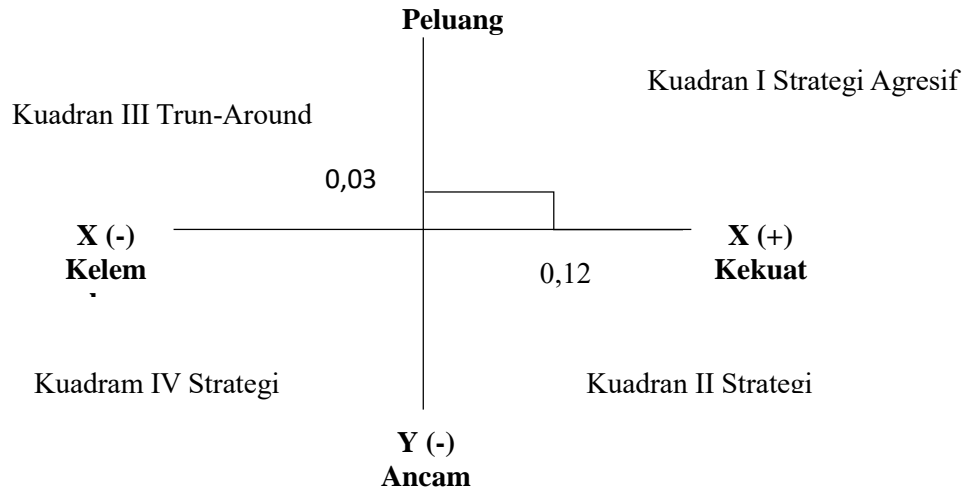 Peluang
Kuadran I Strategi Agresif
Kuadran III Trun-Around
0,03
X (-)
Kelem
X (+)
Kekuat
0,12
Kuadram IV Strategi
Kuadran II Strategi
Y (-)
Ancam